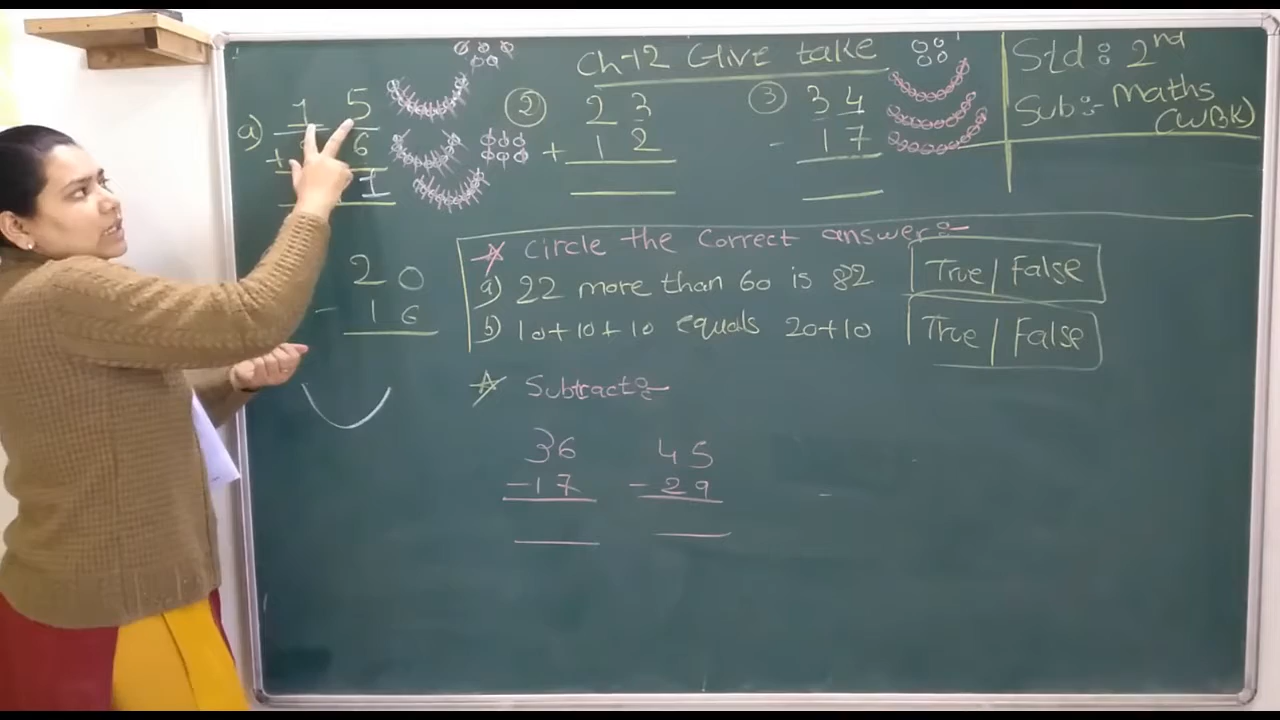 Ch-12 Give take
Std : 2nd
Sub:- Maths
(WBK)
a) 1 5
+ 6
1
② 2 3
+ 1 2
③ 3 4
- 1 7
2 0
- 1 6
☆ Circle the Correct answer:-
a) 22 more than 60 is 82 True | False
b) 10+10+10 equals 20+10 True | False
☆ Subtract:-
36
-17
45
-29